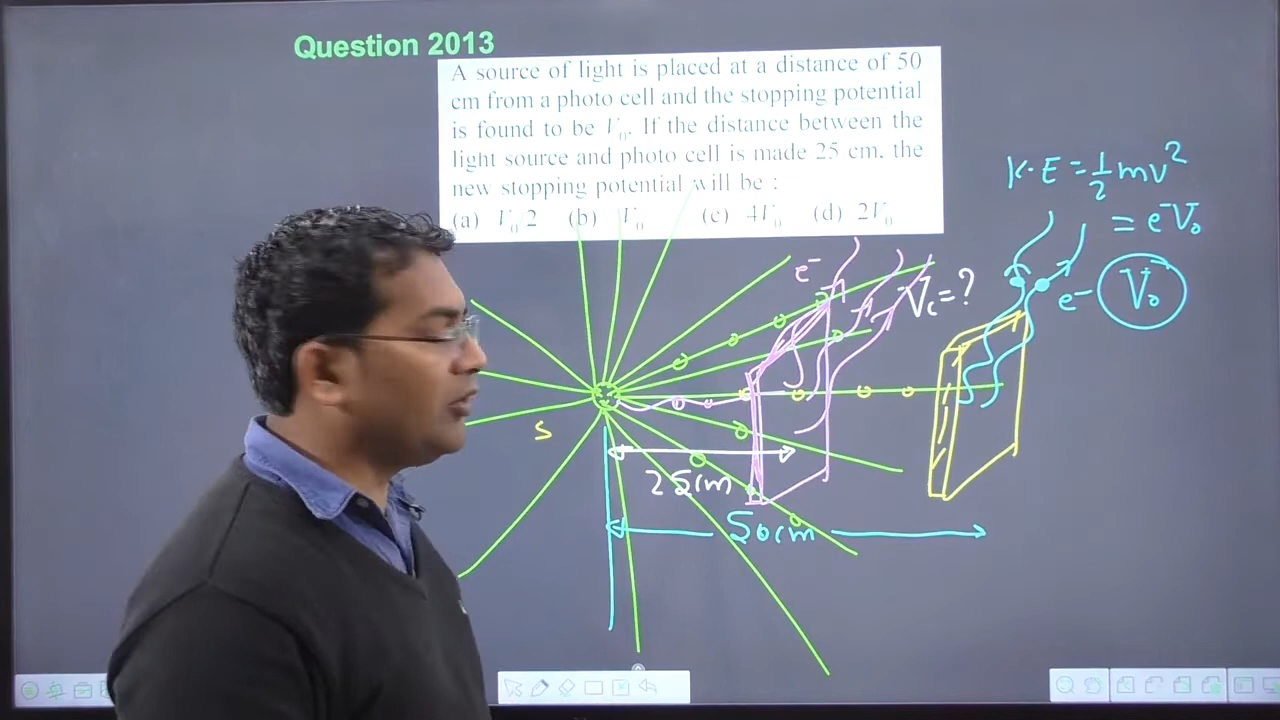 Question 2013
A source of light is placed at a distance of 50
cm from a photo cell and the stopping potential
is found to be V₀. If the distance between the
light source and photo cell is made 25 cm. the
new stopping potential will be :
(a) V₀/2 (b) V₀ (c) 4V₀ (d) 2V₀
K·E = 1/2 mv²
= e⁻V₀
e⁻
V₀
e⁻
Vc = ?
S
25cm
50cm